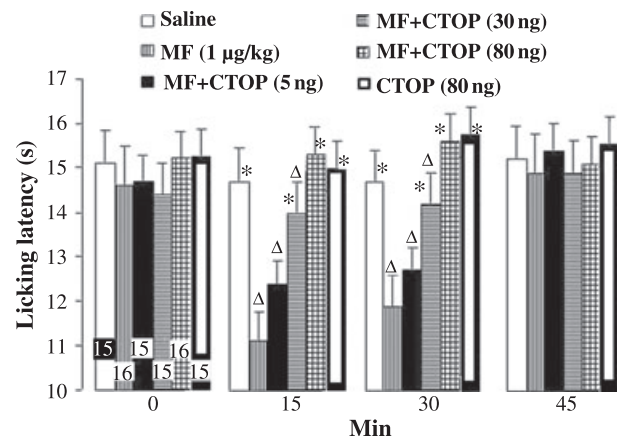 Saline
MF (1 µg/kg)
MF+CTOP (5 ng)
MF+CTOP (30 ng)
MF+CTOP (80 ng)
CTOP (80 ng)
Licking latency (s)
17
16
15
14
13
12
11
10
* Δ Δ * Δ * *
* Δ Δ * Δ * *
15 16 15 15 16 15
0 15 30 45
Min